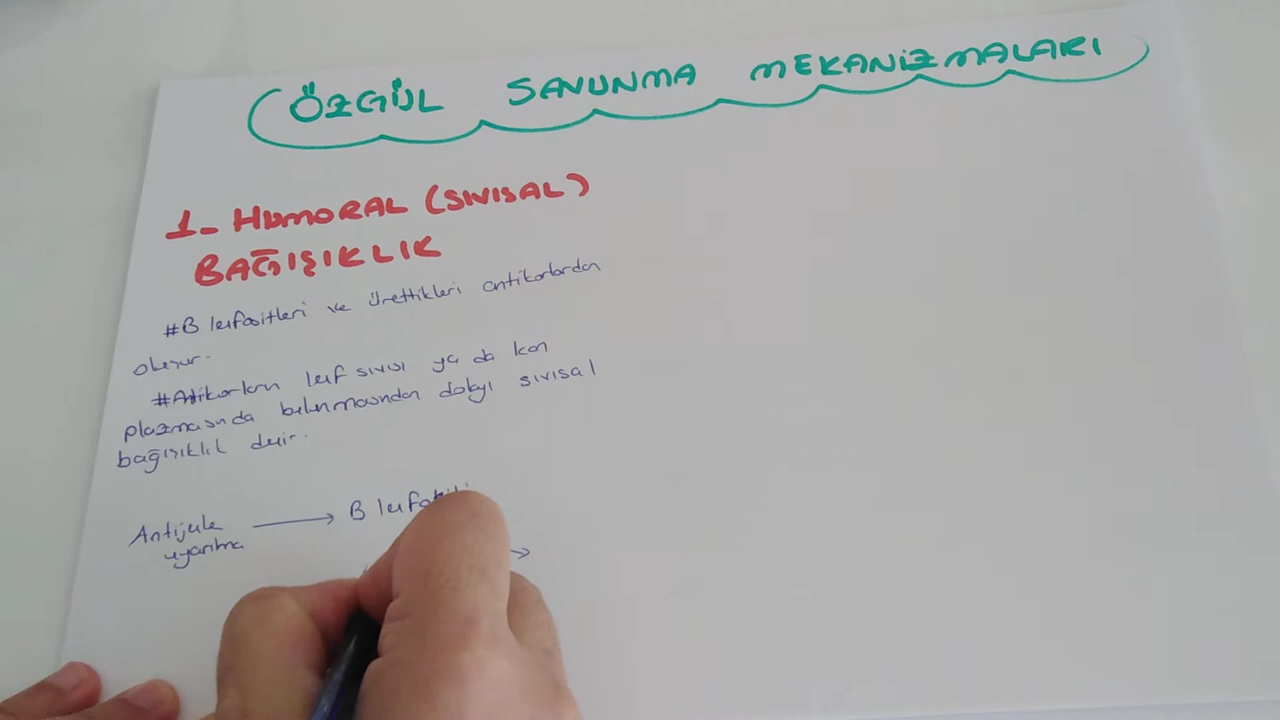 ÖZGÜL SAVUNMA MEKANİZMALARI
1- HUMORAL (SIVISAL)
BAĞIŞIKLIK
#B lenfositleri ve ürettikleri antikorlardan
oluşur.
#Antikorların lenf sıvısı ya da kan
plazmasında bulunmasından dolayı sıvısal
bağışıklık denir.
Antijenle → B
uyarılma